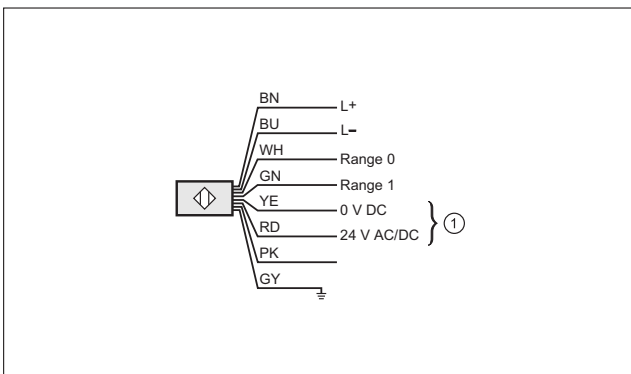 BN L+
BU L-
WH Range 0
GN Range 1
YE 0 V DC
RD 24 V AC/DC
1
PK
GY